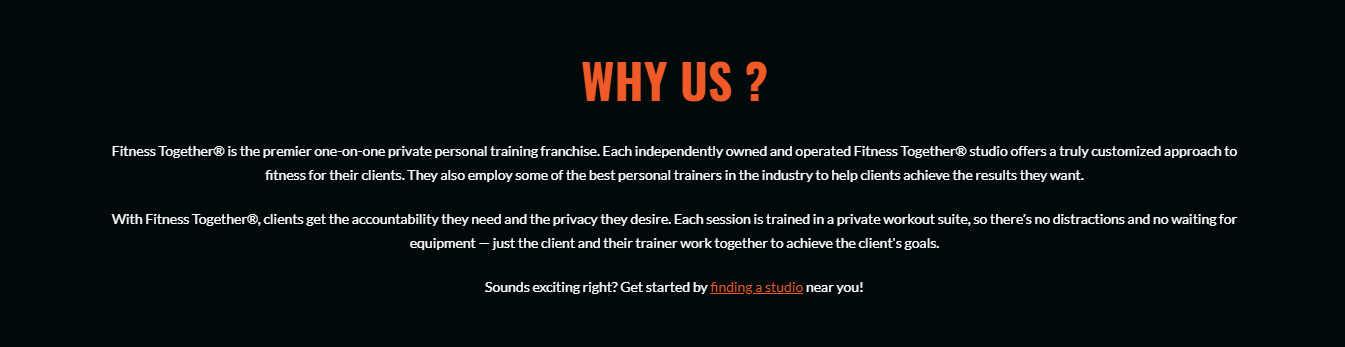 WHY US ?
Fitness Together® is the premier one-on-one private personal training franchise. Each independently owned and operated Fitness Together® studio offers a truly customized approach to
fitness for their clients. They also employ some of the best personal trainers in the industry to help clients achieve the results they want.
With Fitness Together®, clients get the accountability they need and the privacy they desire. Each session is trained in a private workout suite, so there's no distractions and no waiting for
equipment — just the client and their trainer work together to achieve the client's goals.
Sounds exciting right? Get started by finding a studio near you!